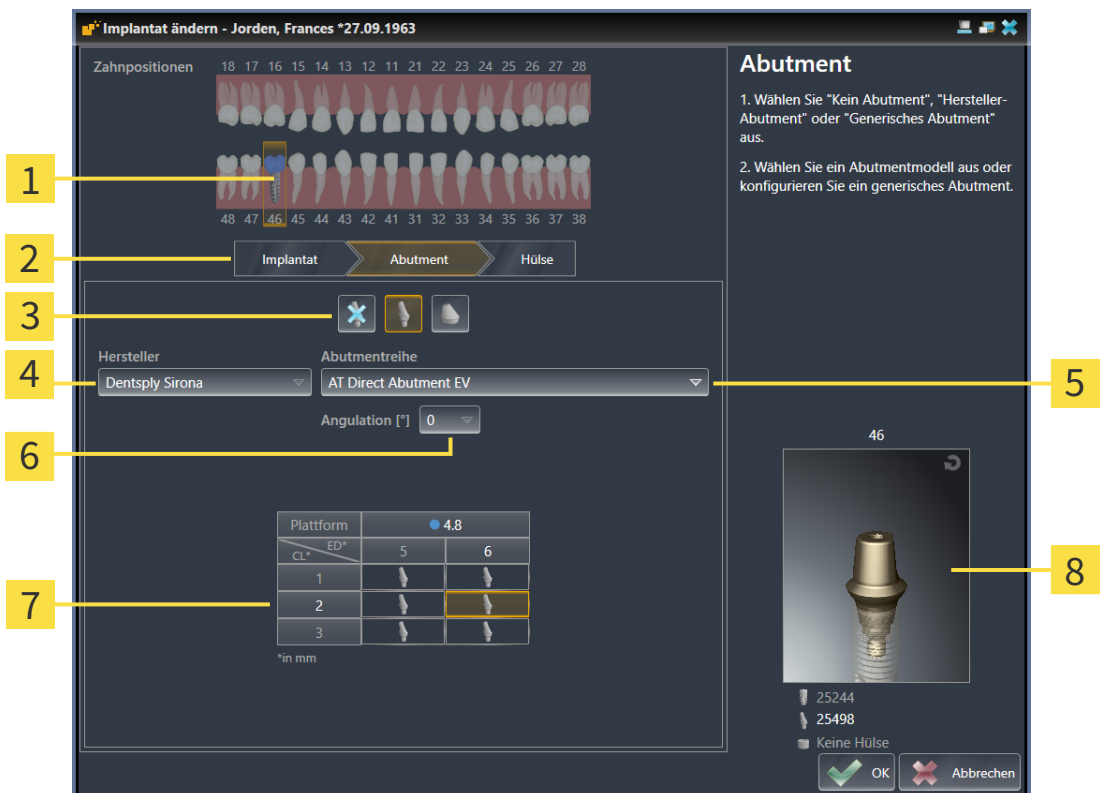 Implantat ändern - Jorden, Frances *27.09.1963
Zahnpositionen
18 17 16 15 14 13 12 11 21 22 23 24 25 26 27 28
48 47 46 45 44 43 42 41 31 32 33 34 35 36 37 38
Implantat Abutment Hülse
Hersteller Abutmentreihe
Dentsply Sirona AT Direct Abutment EV
Angulation [°] 0
Plattform 4.8
CL* ED* 5 6
1
2
3
*in mm
Abutment
1. Wählen Sie "Kein Abutment", "Hersteller-
Abutment" oder "Generisches Abutment"
aus.
2. Wählen Sie ein Abutmentmodell aus oder
konfigurieren Sie ein generisches Abutment.
46
25244
25498
Keine Hülse
OK Abbrechen
1
2
3
4
5
6
7
8